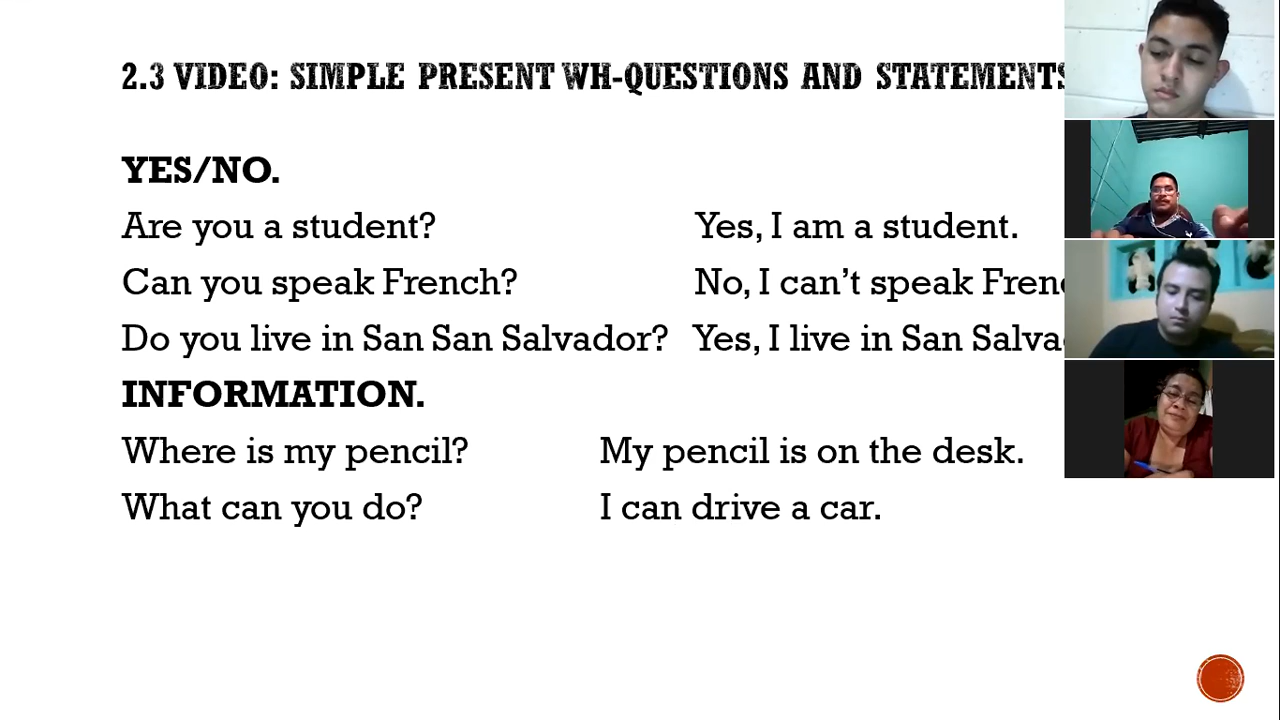 2.3 VIDEO: SIMPLE PRESENT WH-QUESTIONS AND STATEMENTS
YES/NO.
Are you a student? Yes, I am a student.
Can you speak French? No, I can’t speak Frenc
Do you live in San San Salvador? Yes, I live in San Salva
INFORMATION.
Where is my pencil? My pencil is on the desk.
What can you do? I can drive a car.